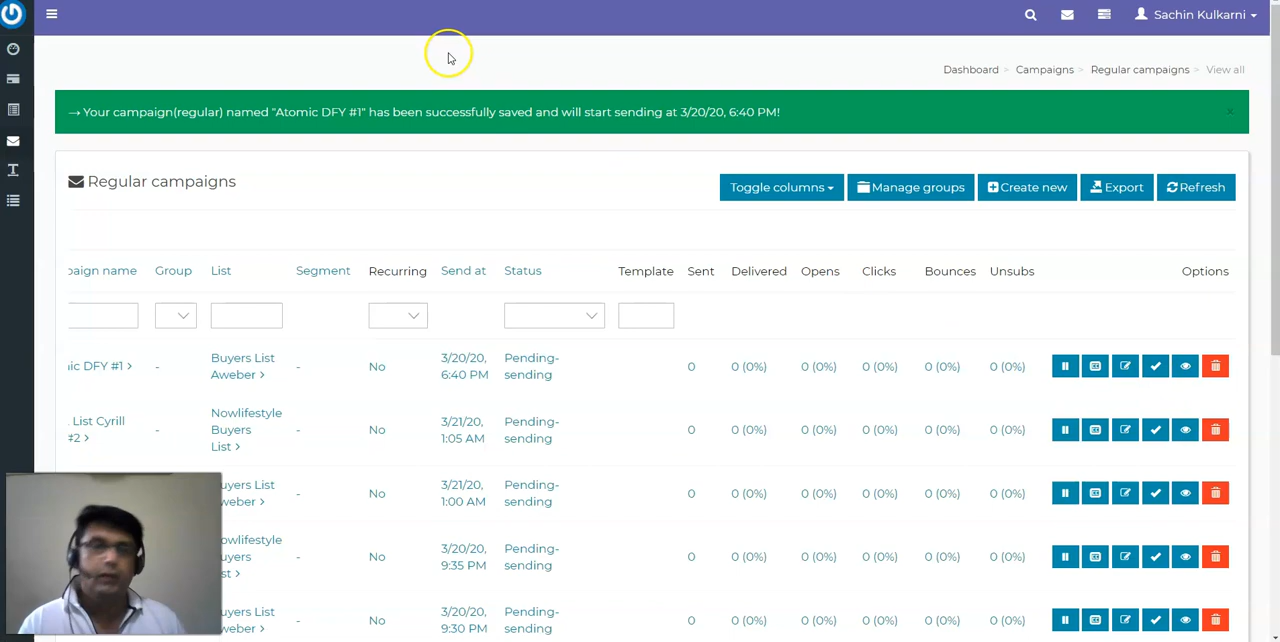 Sachin Kulkarni
Dashboard > Campaigns > Regular campaigns > View all
→ Your campaign(regular) named "Atomic DFY #1" has been successfully saved and will start sending at 3/20/20, 6:40 PM!
x
Regular campaigns
Toggle columns Manage groups Create new Export Refresh
paign name Group List Segment Recurring Send at Status Template Sent Delivered Opens Clicks Bounces Unsubs Options
Buyers List 3/20/20, Pending-
ic DFY #1 > - - No 0 0 (0%) 0 (0%) 0 (0%) 0 (0%) 0 (0%)
Aweber > 6:40 PM sending
List Cyrill Nowlifestyle 3/21/20, Pending-
#2 > - Buyers - No 1:05 AM sending 0 0 (0%) 0 (0%) 0 (0%) 0 (0%) 0 (0%)
List >
uyers List 3/21/20, Pending-
- No 0 0 (0%) 0 (0%) 0 (0%) 0 (0%) 0 (0%)
weber > 1:00 AM sending
owlifestyle 3/20/20, Pending-
uyers - No 9:35 PM sending 0 0 (0%) 0 (0%) 0 (0%) 0 (0%) 0 (0%)
st >
uyers List 3/20/20, Pending-
- No 0 0 (0%) 0 (0%) 0 (0%) 0 (0%) 0 (0%)
weber > 9:30 PM sending